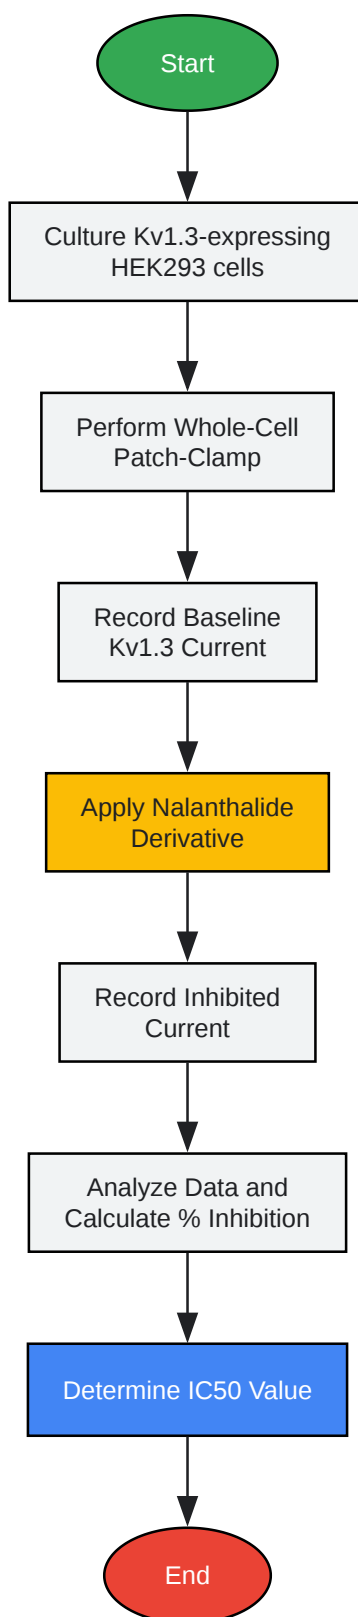 Start
Culture Kv1.3-expressing
HEK293 cells
Perform Whole-Cell
Patch-Clamp
Record Baseline
Kv1.3 Current
Apply Nalanthalide
Derivative
Record Inhibited
Current
Analyze Data and
Calculate % Inhibition
Determine IC50 Value
End